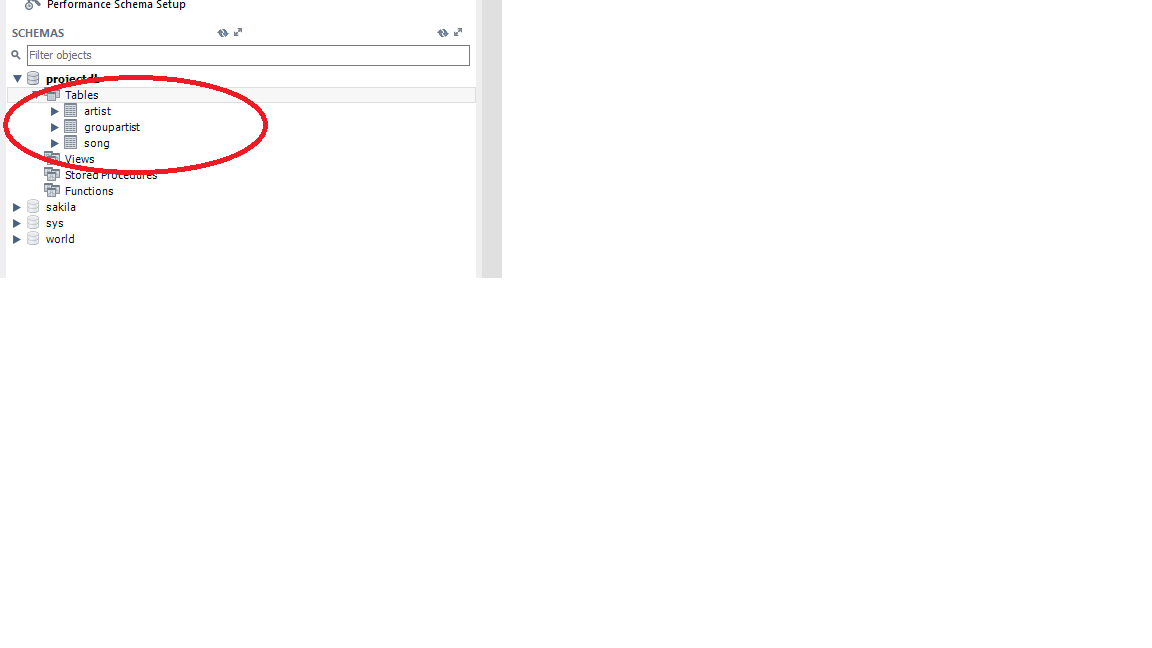 Performance Schema Setup
SCHEMAS
Filter objects
projectdb
Tables
artist
groupartist
song
Views
Stored Procedures
Functions
sakila
sys
world